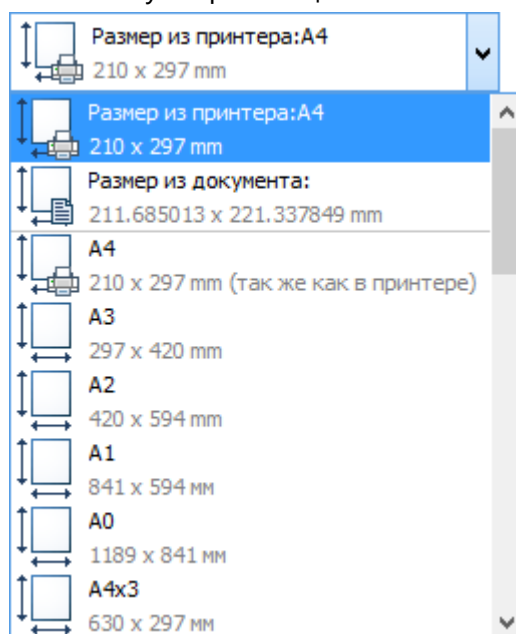 Размер из принтера:A4
210 x 297 mm
Размер из принтера:A4
210 x 297 mm
Размер из документа:
211.685013 x 221.337849 mm
A4
210 x 297 mm (так же как в принтере)
A3
297 x 420 mm
A2
420 x 594 mm
A1
841 x 594 мм
A0
1189 x 841 мм
A4x3
630 x 297 мм